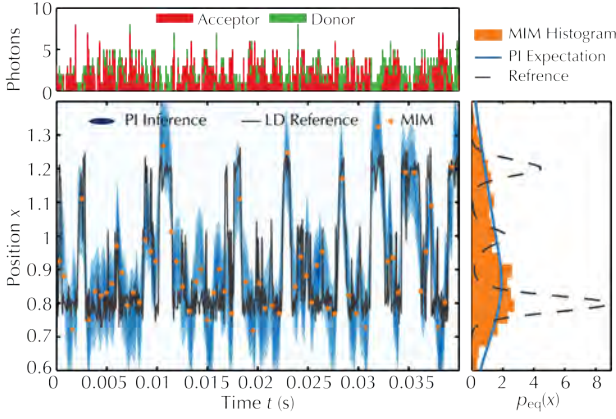 10
5
0
Photons
Acceptor
Donor
MIM Histogram
PI Expectation
Refrence
PI Inference
LD Reference
MIM
1.3
1.2
1.1
1
0.9
0.8
0.7
0.6
Position x
0
0.005
0.01
0.015
0.02
0.025
0.03
0.035
Time t (s)
0 2 4 6 8
peq(x)